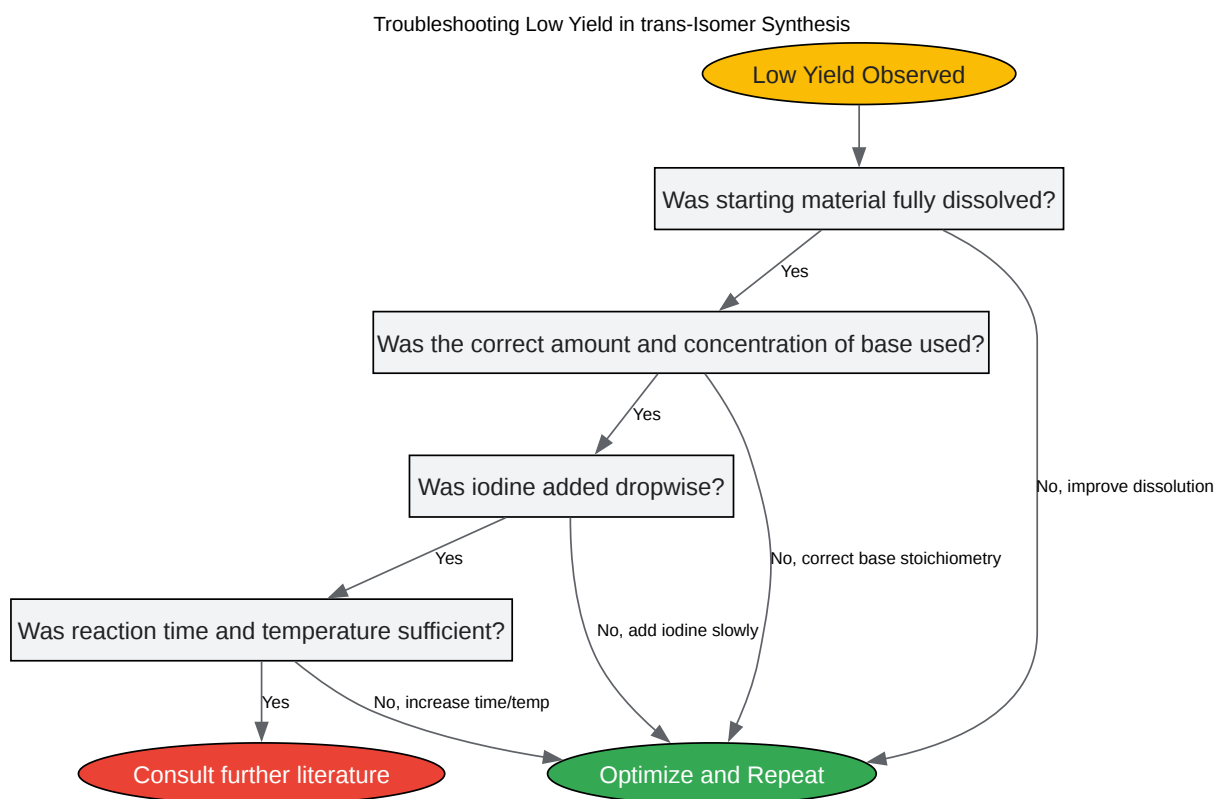 Troubleshooting Low Yield in trans-Isomer Synthesis
Low Yield Observed
Was starting material fully dissolved?
Yes
Was the correct amount and concentration of base used?
Yes
Was iodine added dropwise?
No, improve dissolution
Yes
No, correct base stoichiometry
Was reaction time and temperature sufficient?
No, add iodine slowly
Yes
No, increase time/temp
Consult further literature
Optimize and Repeat